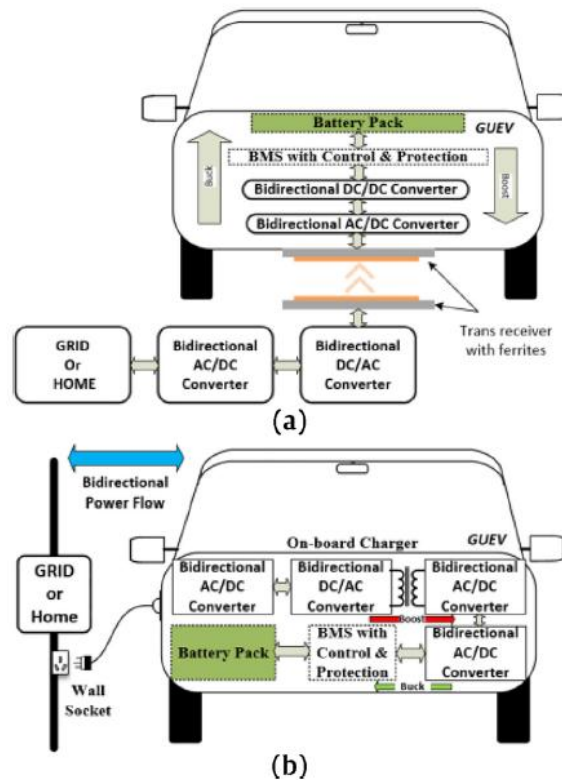 Battery Pack
GUEV
BMS with Control & Protection
Buck
Boost
Bidirectional DC/DC Converter
Bidirectional AC/DC Converter
Trans receiver
with ferrites
GRID
Or
HOME
Bidirectional
AC/DC
Converter
Bidirectional
DC/AC
Converter
(a)
Bidirectional
Power Flow
On-board Charger
GUEV
GRID
or
Home
Bidirectional
AC/DC
Converter
Bidirectional
DC/AC
Converter
Bidirectional
AC/DC
Converter
Boost
Battery Pack
BMS with
Control &
Protection
Bidirectional
AC/DC
Converter
Buck
Wall
Socket
(b)